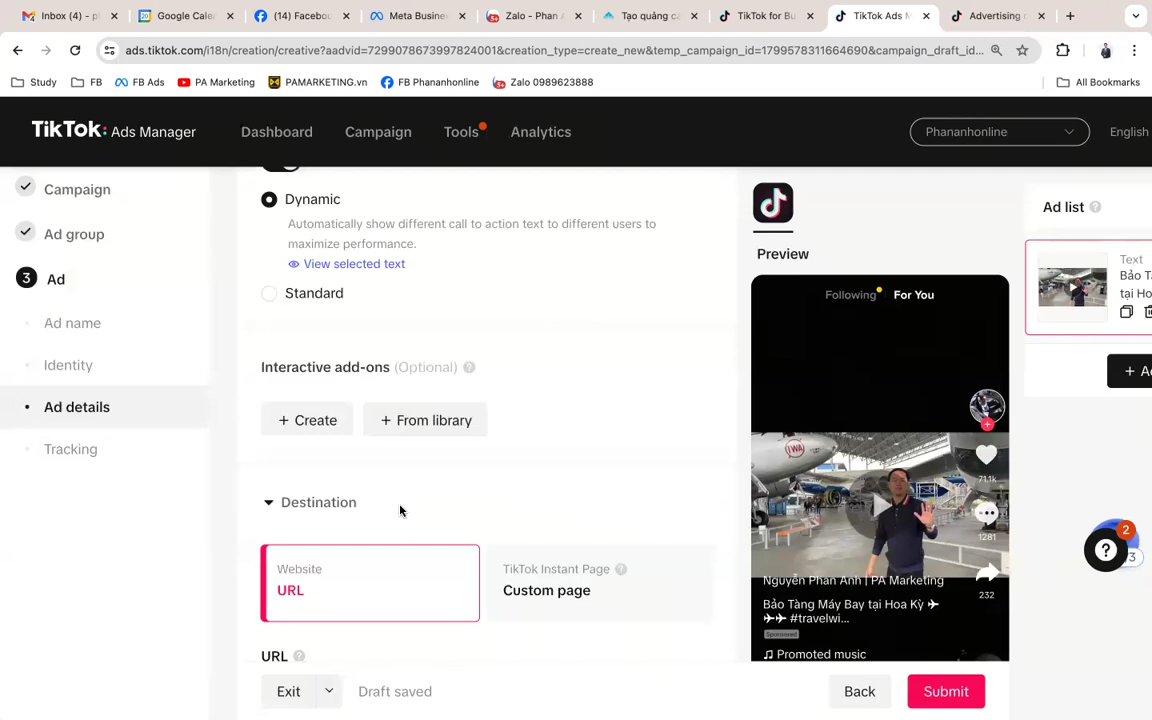 Inbox (4) - pl
Google Cale
(14) Faceboo
Meta Busine
Zalo - Phan A
Tạo quảng cá
TikTok for Bu
TikTok Ads M
Advertising r
ads.tiktok.com/i18n/creation/creative?aadvid=7299078673997824001&creation_type=create_new&temp_campaign_id=1799578311664690&campaign_draft_id...
Study
FB
FB Ads
PA Marketing
PAMARKETING.vn
FB Phananhonline
Zalo 0989623888
All Bookmarks
TikTok: Ads Manager
Dashboard
Campaign
Tools
Analytics
Phananhonline
English
Campaign
Ad group
3 Ad
Ad name
Identity
Ad details
Tracking
Dynamic
Automatically show different call to action text to different users to
maximize performance.
View selected text
Standard
Interactive add-ons (Optional)
+ Create
+ From library
Destination
Website
URL
TikTok Instant Page
Custom page
URL
Exit
Draft saved
Back
Submit
Preview
Following
For You
IWA
71.1k
1281
232
Nguyễn Phan Anh | PA Marketing
Bảo Tàng Máy Bay tại Hoa Kỳ ✈
✈✈ #travelwi...
Sponsored
Promoted music
Ad list
Text
Bảo T
tại Ho
+ A
2
3